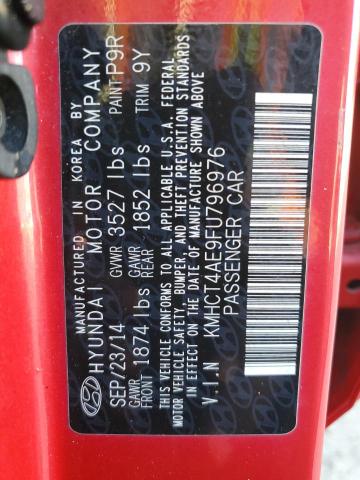 MANUFACTURED IN KOREA BY
HYUNDAI MOTOR COMPANY
SEP/23/14 GVWR 3527 lbs PAINT P9R
GAWR FRONT 1874 lbs GAWR REAR 1852 lbs TRIM 9Y
THIS VEHICLE CONFORMS TO ALL APPLICABLE U.S.A. FEDERAL
MOTOR VEHICLE SAFETY, BUMPER, AND THEFT PREVENTION STANDARDS
IN EFFECT ON THE DATE OF MANUFACTURE SHOWN ABOVE
V.I.N KMHCT4AE9FU796976
PASSENGER CAR